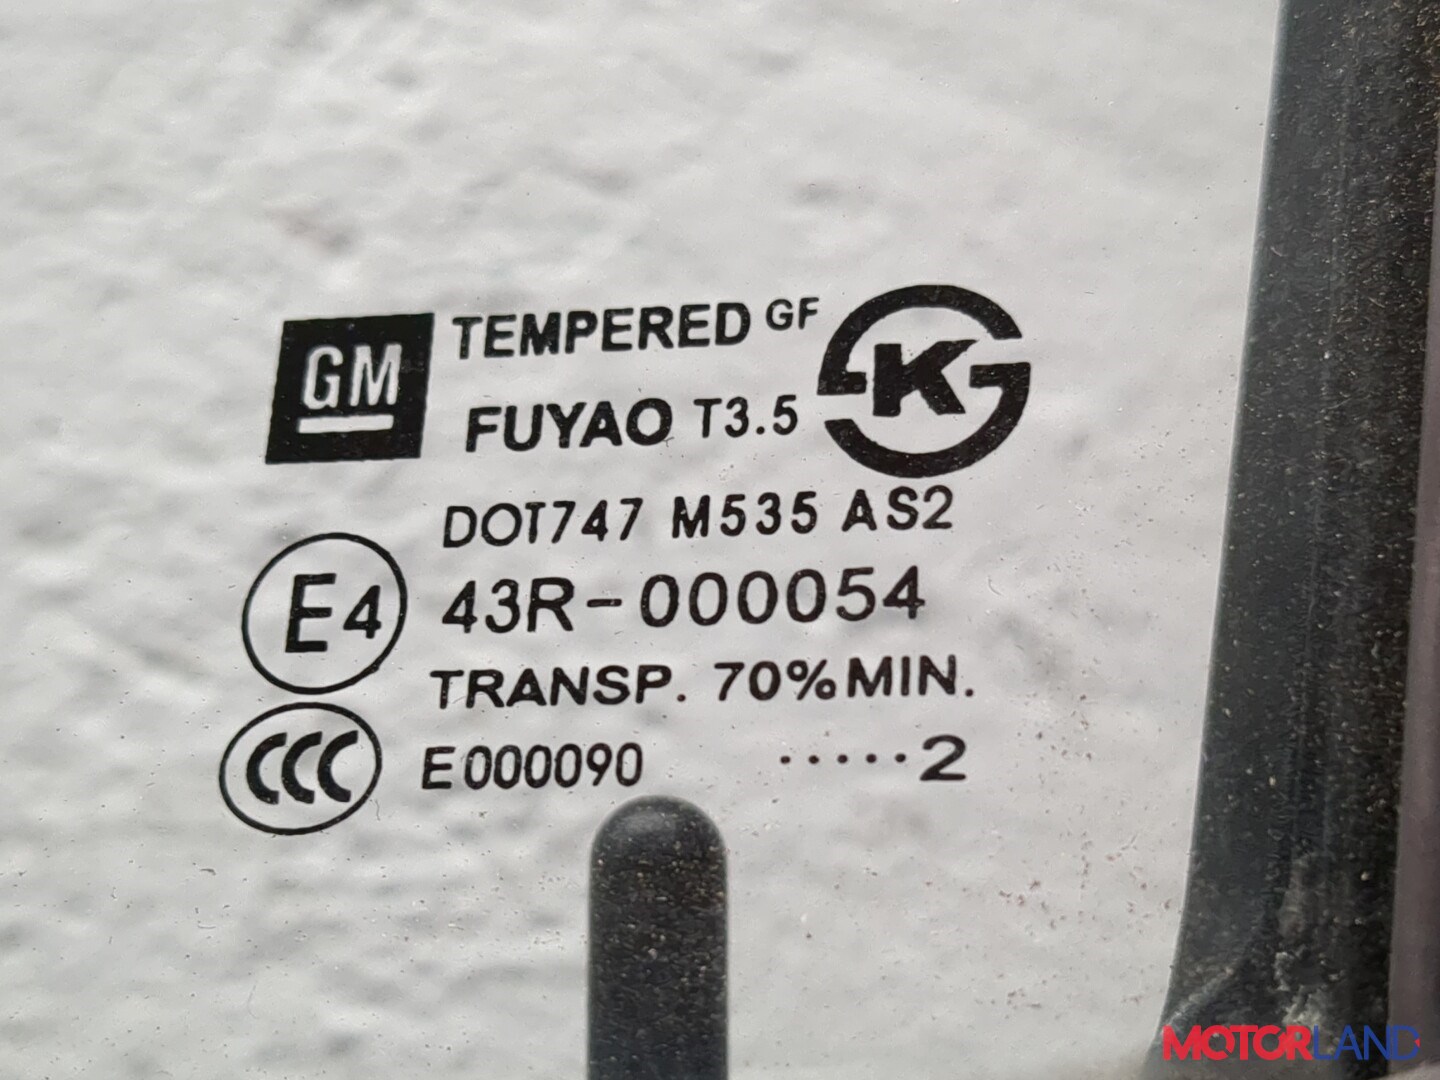 GM TEMPERED GF
FUYAO T3.5 K
DOT747 M535 AS2
E4 43R-000054
TRANSP. 70%MIN.
CCC E000090 ·····2
MOTORLAND